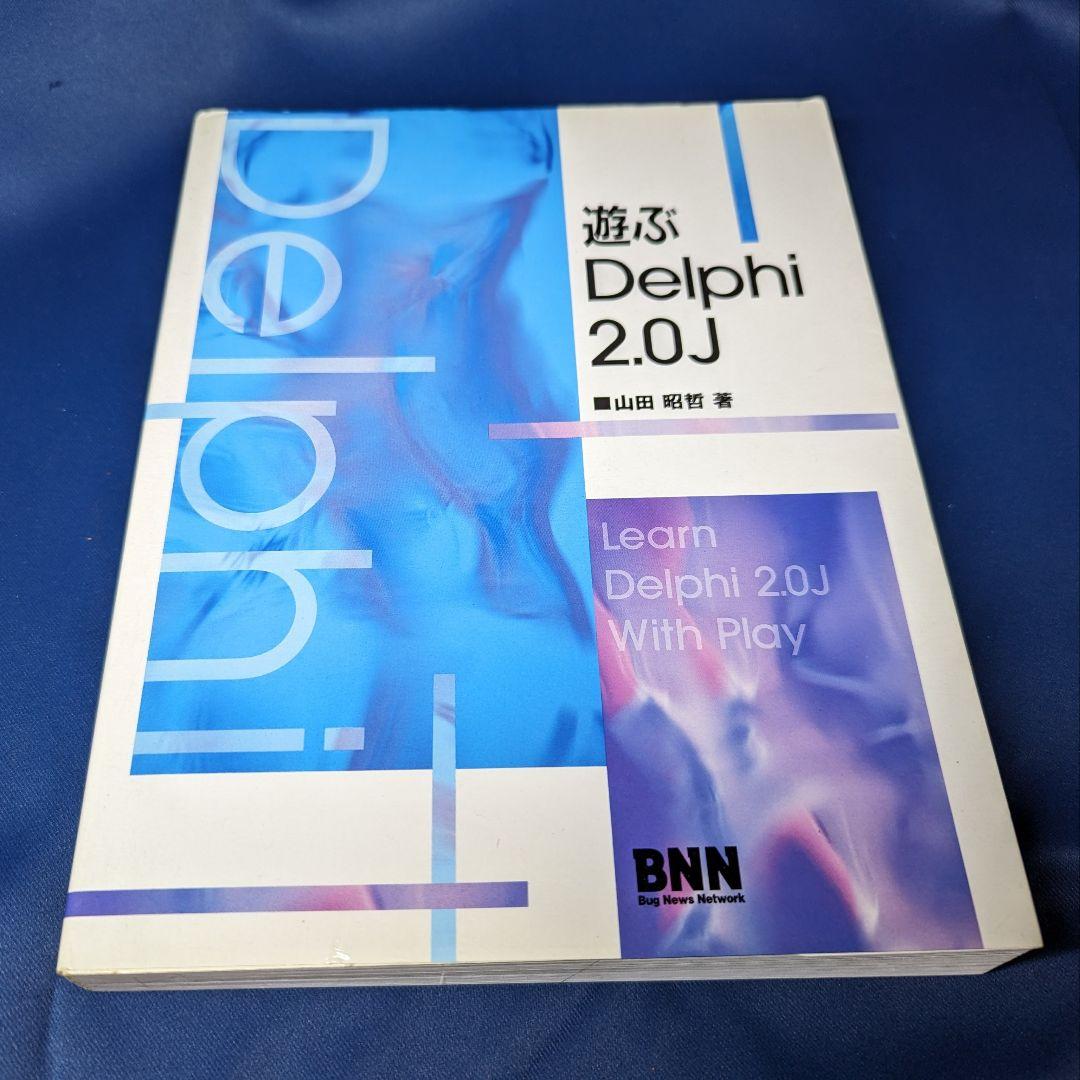 Delphi
遊ぶ
Delphi
2.0J
■山田 昭哲 著
Learn
Delphi 2.0J
With Play
BNN
Bug News Network